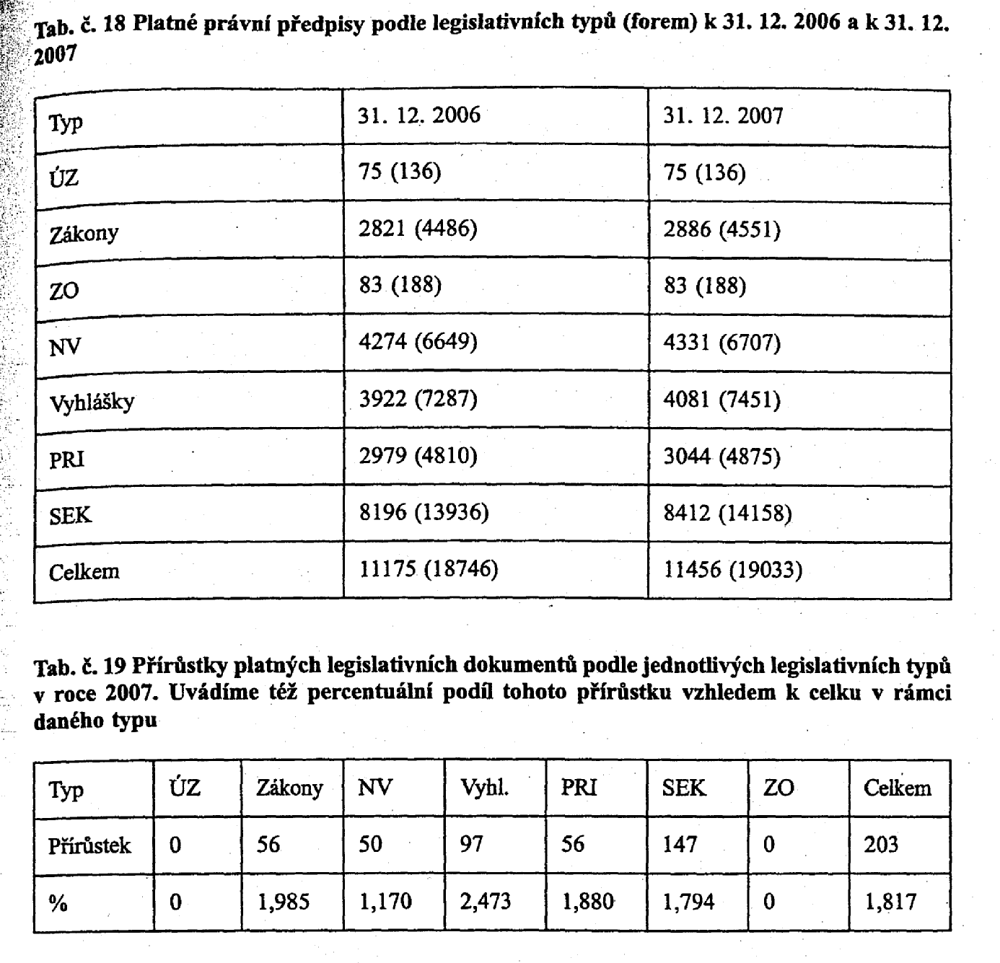 Tab. č. 18 Platné právní předpisy podle legislativních typů (forem) k 31. 12. 2006 a k 31. 12.
2007
Typ 31. 12. 2006 31. 12. 2007
ÚZ 75 (136) 75 (136)
Zákony 2821 (4486) 2886 (4551)
ZO 83 (188) 83 (188)
NV 4274 (6649) 4331 (6707)
Vyhlášky 3922 (7287) 4081 (7451)
PRI 2979 (4810) 3044 (4875)
SEK 8196 (13936) 8412 (14158)
Celkem 11175 (18746) 11456 (19033)
Tab. č. 19 Přírůstky platných legislativních dokumentů podle jednotlivých legislativních typů
v roce 2007. Uvádíme též percentuální podíl tohoto přírůstku vzhledem k celku v rámci
daného typu
Typ ÚZ Zákony NV Vyhl. PRI SEK ZO Celkem
Přírůstek 0 56 50 97 56 147 0 203
% 0 1,985 1,170 2,473 1,880 1,794 0 1,817